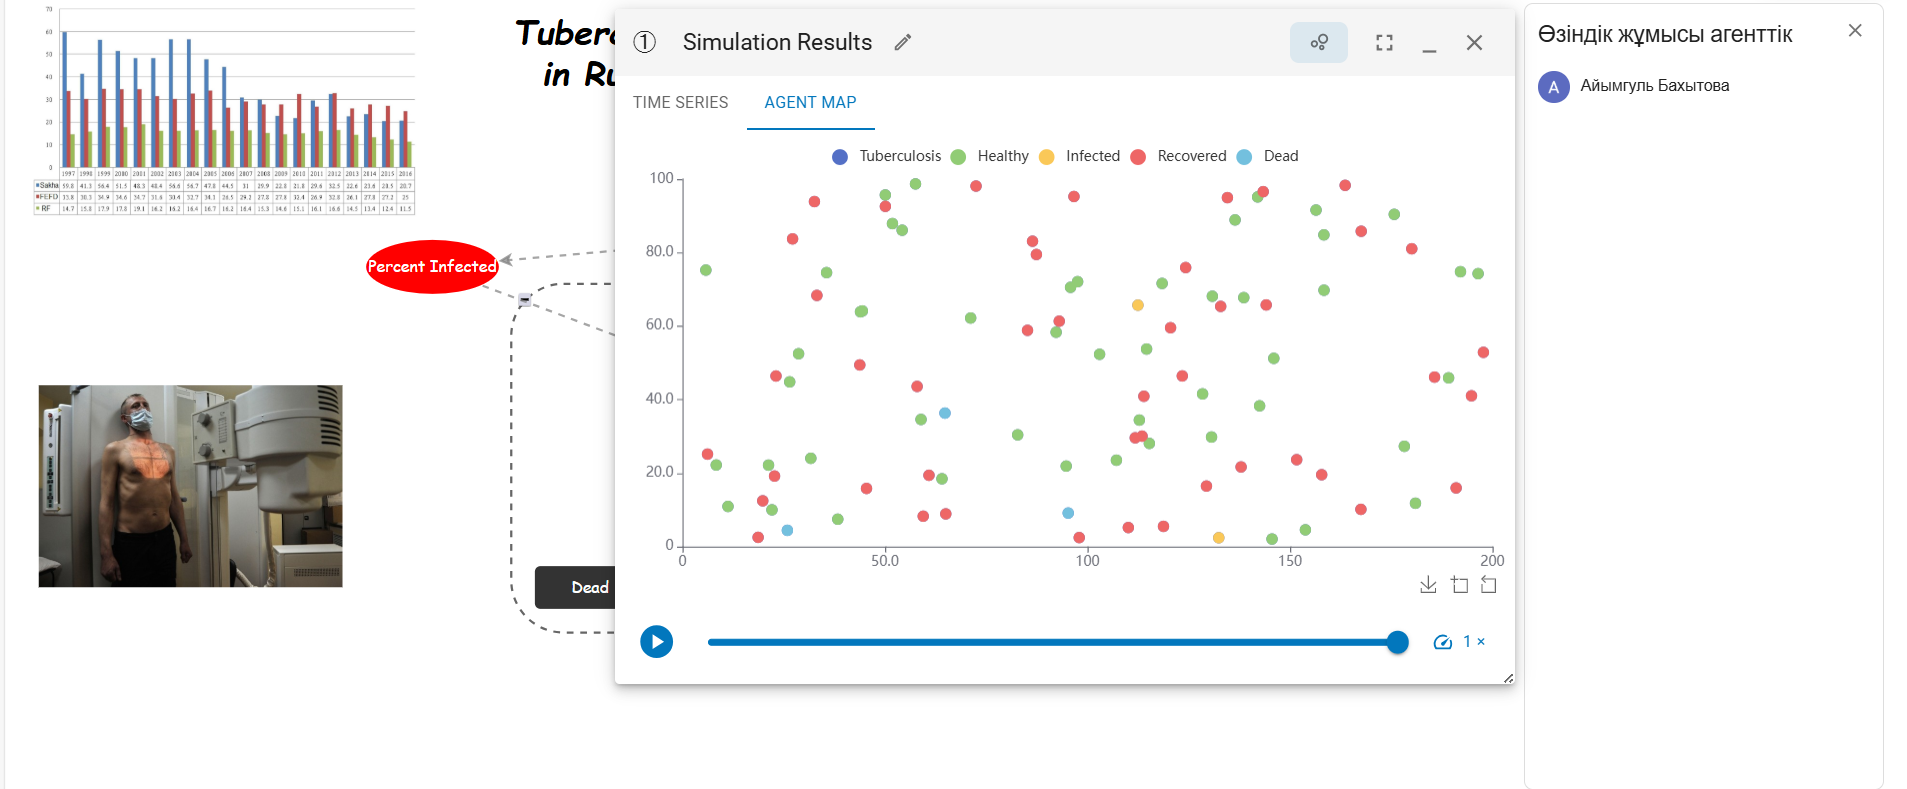 70
60
50
40
30
20
10
0
1997 1998 1999 2000 2001 2002 2003 2004 2005 2006 2007 2008 2009 2010 2011 2012 2013 2014 2015 2016
Sakha 59.8 41.3 56.4 51.5 48.3 48.4 56.6 56.7 47.8 44.5 31 29.9 22.8 21.8 29.6 32.5 22.6 23.6 20.5 20.7
FEFD 33.8 30.3 34.9 34.6 34.7 31.6 30.4 32.7 34.1 26.5 29.2 27.8 27.8 32.4 26.9 32.8 26.1 27.8 27.2 25
RF 14.7 15.8 17.9 17.8 19.1 16.2 16.2 16.4 16.7 16.2 16.4 15.3 14.6 15.1 16.1 16.6 14.5 13.4 12.4 11.5
Tuberc
in Ru
Percent Infected
Dead
1 Simulation Results
TIME SERIES AGENT MAP
Tuberculosis Healthy Infected Recovered Dead
100
80.0
60.0
40.0
20.0
0
0 50.0 100 150 200
1 ×
Өзіндік жұмысы агенттік
А Айымгуль Бахытова